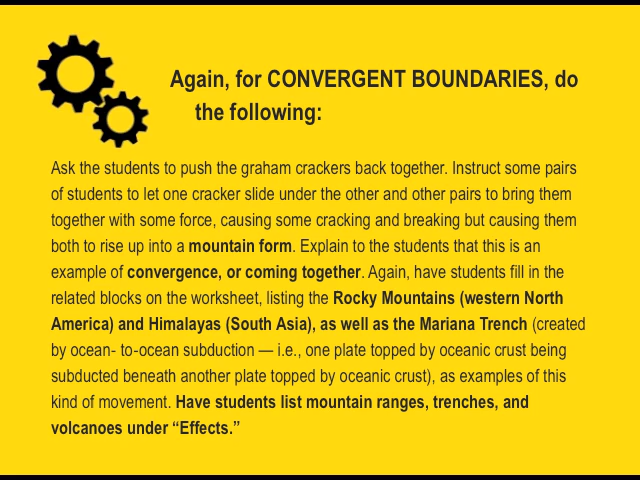 Again, for CONVERGENT BOUNDARIES, do
the following:
Ask the students to push the graham crackers back together. Instruct some pairs
of students to let one cracker slide under the other and other pairs to bring them
together with some force, causing some cracking and breaking but causing them
both to rise up into a mountain form. Explain to the students that this is an
example of convergence, or coming together. Again, have students fill in the
related blocks on the worksheet, listing the Rocky Mountains (western North
America) and Himalayas (South Asia), as well as the Mariana Trench (created
by ocean- to-ocean subduction — i.e., one plate topped by oceanic crust being
subducted beneath another plate topped by oceanic crust), as examples of this
kind of movement. Have students list mountain ranges, trenches, and
volcanoes under “Effects.”